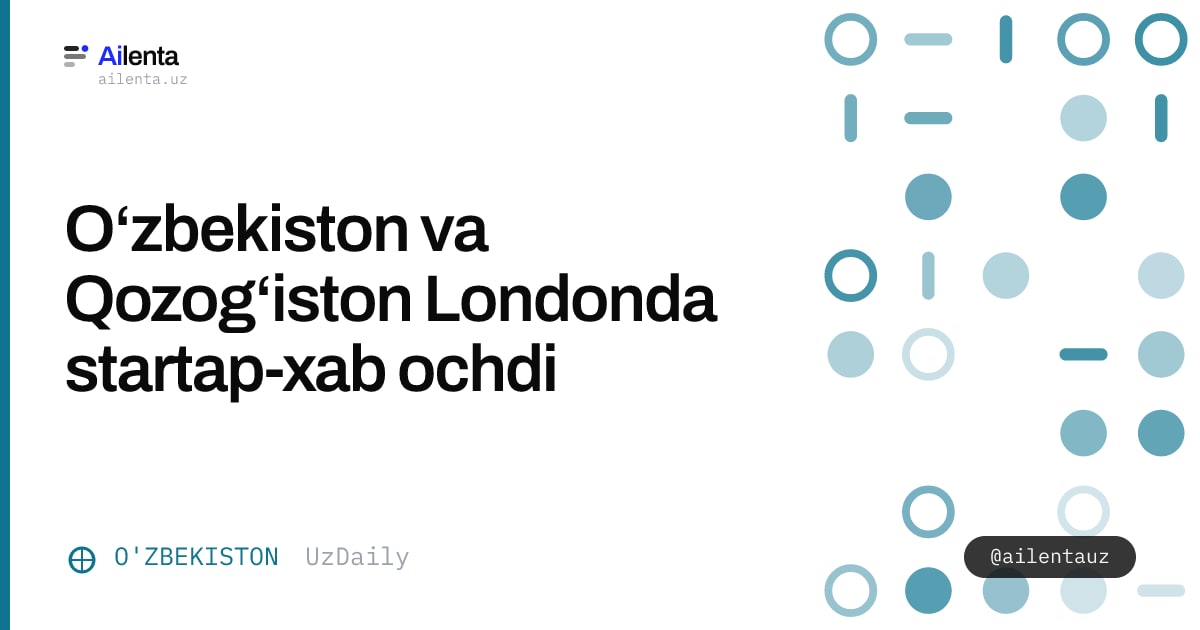 Ailenta
ailenta.uz
O‘zbekiston va
Qozog‘iston Londonda
startap-xab ochdi
O'ZBEKISTON UzDaily
@ailentauz